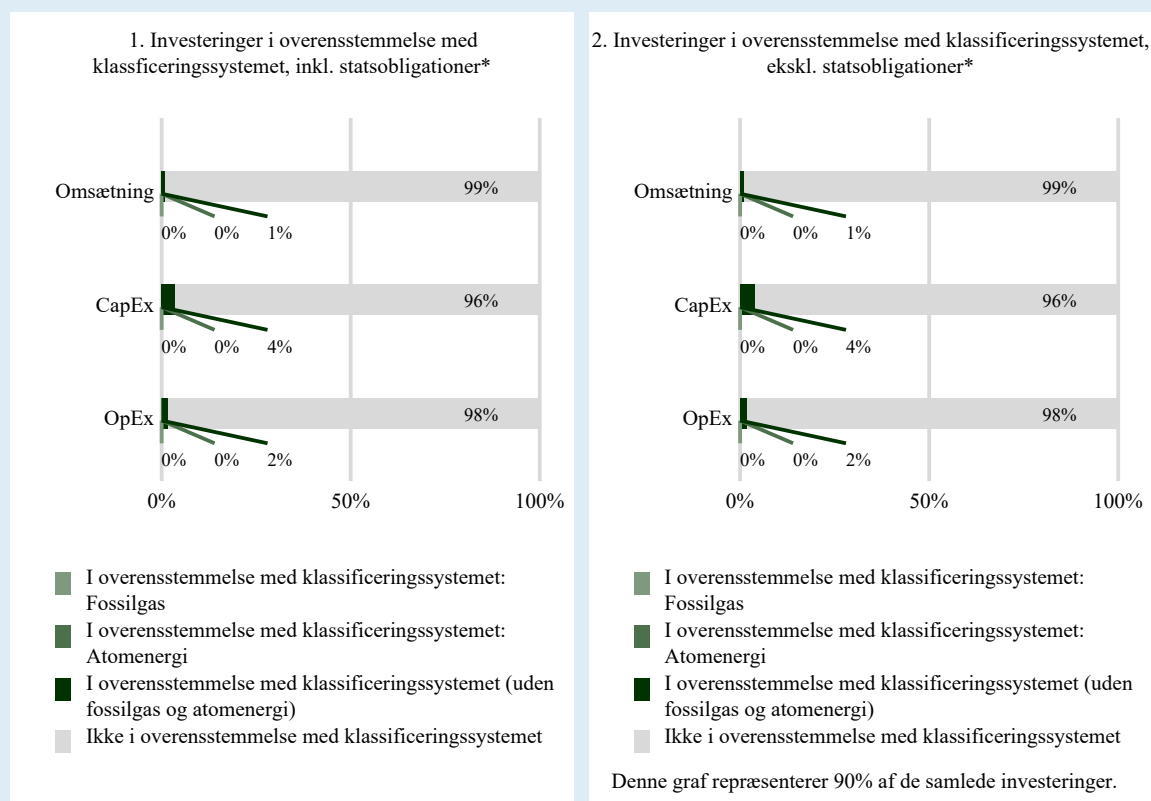 1. Investeringer i overensstemmelse med
klassficeringssystemet, inkl. statsobligationer*
Omsætning
99%
0% 0% 1%
CapEx
96%
0% 0% 4%
OpEx
98%
0% 0% 2%
0% 50% 100%
I overensstemmelse med klassificeringssystemet:
Fossilgas
I overensstemmelse med klassificeringssystemet:
Atomenergi
I overensstemmelse med klassificeringssystemet (uden
fossilgas og atomenergi)
Ikke i overensstemmelse med klassificeringssystemet
2. Investeringer i overensstemmelse med klassificeringssystemet,
ekskl. statsobligationer*
Omsætning
99%
0% 0% 1%
CapEx
96%
0% 0% 4%
OpEx
98%
0% 0% 2%
0% 50% 100%
I overensstemmelse med klassificeringssystemet:
Fossilgas
I overensstemmelse med klassificeringssystemet:
Atomenergi
I overensstemmelse med klassificeringssystemet (uden
fossilgas og atomenergi)
Ikke i overensstemmelse med klassificeringssystemet
Denne graf repræsenterer 90% af de samlede investeringer.